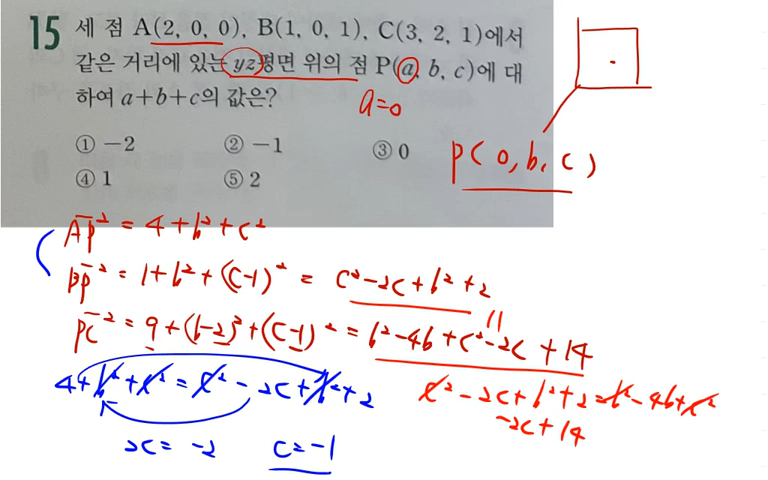 15 세 점 A(2, 0, 0), B(1, 0, 1), C(3, 2, 1)에서
같은 거리에 있는 yz평면 위의 점 P(a, b, c)에 대
하여 a+b+c의 값은?
a=0
① -2 ② -1 ③ 0
④ 1 ⑤ 2
P(0, b, c)
AP² = 4+b²+c²
BP² = 1+b²+(c-1)² = c²-2c+b²+2
PC² = 9+(b-2)²+(c-1)² = b²-4b+c²-2c+14
4+b²+c² = c²-2c+b²+2
2c = -2 c=-1
c²-2c+b²+2 = b²-4b+c²
-2c+14